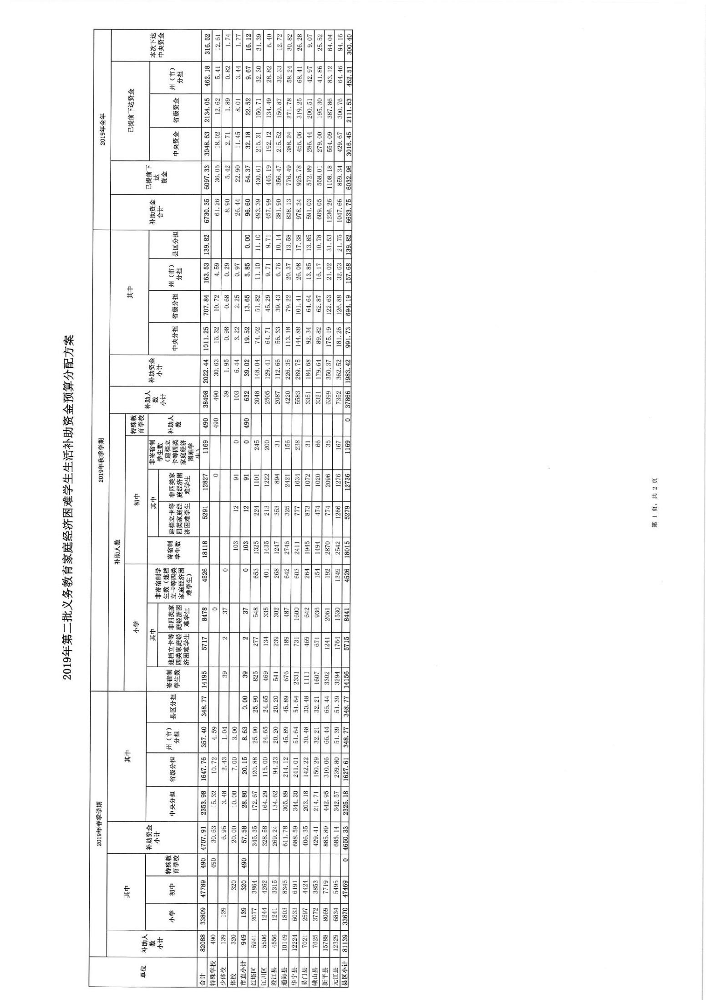 2019年第二批义务教育家庭经济困难学生生活补助资金预算分配方案
单位 2019年春季学期 2019年秋季学期 2019年全年
补助人数小计 其中 补助资金小计 其中 补助人数 补助人数小计 补助资金小计 其中 补助资金合计 已提前下达资金 已提前下达资金 本次下达中央资金
小学 初中 特殊教育学校
小学 初中 特殊教育学校 中央分担 省级分担 州（市）分担 县区分担 寄宿制学生数 其中 非寄宿制学生数（建档立卡等四类家庭经济困难学生） 寄宿制学生数 其中 非寄宿制学生数（建档立卡等四类家庭经济困难学生） 补助人数 中央分担 省级分担 州（市）分担 县区分担 中央资金 省级资金 州（市）分担
建档立卡等四类家庭经济困难学生 非四类家庭经济困难学生 建档立卡等四类家庭经济困难学生 非四类家庭经济困难学生
合计 82088 33809 47789 490 4707.91 2353.98 1647.76 357.40 348.77 14195 5717 8478 4526 18118 5291 12827 1169 490 38498 2022.44 1011.25 707.84 163.53 139.82 6730.35 6097.33 3048.63 2134.05 462.18 316.52
特殊学校 490 490 30.63 15.32 10.72 4.59 0 0 490 490 30.63 15.32 10.72 4.59 61.26 36.05 18.02 12.62 5.41 12.61
少体校 139 139 6.95 3.48 2.43 1.04 39 2 37 0 39 1.95 0.98 0.68 0.29 8.90 5.42 2.71 1.89 0.82 1.74
体校 320 320 20.00 10.00 7.00 3.00 103 12 91 0 103 6.44 3.22 2.25 0.97 26.44 22.90 11.45 8.01 3.44 1.77
市直小计 949 139 320 490 57.58 28.80 20.15 8.63 0.00 39 2 37 0 103 12 91 0 490 632 39.02 19.52 13.65 5.85 0.00 96.60 64.37 32.18 22.52 9.67 16.12
红塔区 5941 2077 3864 345.35 172.67 120.88 25.90 25.90 825 277 548 653 1325 224 1101 245 3048 148.04 74.02 51.82 11.10 11.10 493.39 430.61 215.31 150.71 32.30 31.39
江川区 5506 1244 4262 328.58 164.29 115.00 24.65 24.65 469 134 335 401 1435 213 1222 200 2505 129.41 64.71 45.29 9.71 9.71 457.99 445.19 192.12 134.49 28.82 6.40
澄江县 4556 1241 3315 269.24 134.62 94.23 20.20 20.20 541 239 302 268 1247 353 894 31 2087 112.66 56.33 39.43 6.76 10.14 381.90 356.47 215.52 150.87 32.33 12.72
通海县 10149 1803 8346 611.78 305.89 214.12 45.89 45.89 676 189 487 642 2746 325 2421 156 4220 226.35 113.18 79.22 20.37 13.58 838.13 776.49 388.24 271.78 58.24 30.82
华宁县 12224 6033 6191 688.59 344.30 241.01 51.64 51.64 2331 731 1600 603 2411 777 1634 238 5583 289.75 144.88 101.41 26.08 17.38 978.34 925.78 456.06 319.25 68.41 26.28
易门县 7021 2597 4424 406.35 203.18 142.22 30.48 30.48 1111 469 642 264 1945 873 1072 31 3351 184.68 92.34 64.64 13.85 13.85 591.03 572.89 286.44 200.51 42.97 9.07
峨山县 7625 3772 3853 429.41 214.71 150.29 32.21 32.21 1607 671 936 154 1494 474 1020 66 3321 179.64 89.82 62.87 16.17 10.78 609.05 558.01 279.00 195.30 41.86 25.52
新平县 15788 8069 7719 885.89 442.95 310.06 66.44 66.44 3302 1241 2061 192 2870 774 2096 35 6399 350.37 175.19 122.63 21.02 31.53 1236.26 1108.18 554.09 387.86 83.12 64.04
元江县 12329 6834 5495 685.14 342.57 239.80 51.39 51.39 3294 1764 1530 1349 2542 1266 1276 167 7352 362.52 181.26 126.88 32.63 21.75 1047.66 859.34 429.67 300.76 64.46 94.16
县区小计 81139 33670 47469 0 4650.33 2325.18 1627.61 348.77 348.77 14156 5715 8441 4526 18015 5279 12736 1169 0 37866 1983.42 991.73 694.19 157.68 139.82 6633.75 6032.96 3016.45 2111.53 452.51 300.40
第 1 页，共 2 页